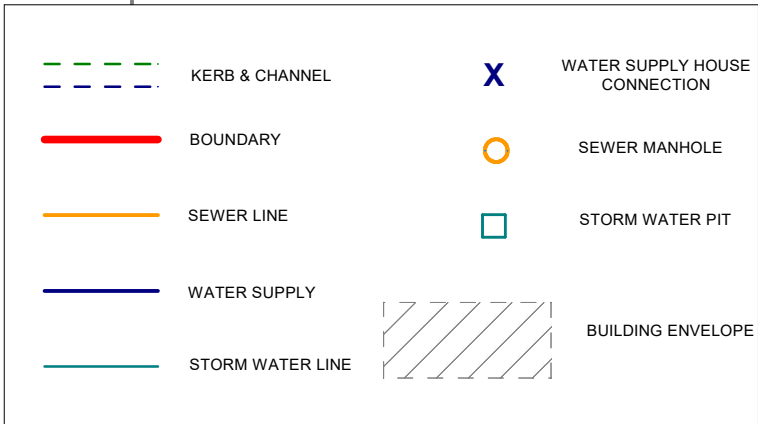 KERB & CHANNEL
BOUNDARY
SEWER LINE
WATER SUPPLY
STORM WATER LINE
X
WATER SUPPLY HOUSE
CONNECTION
SEWER MANHOLE
STORM WATER PIT
BUILDING ENVELOPE